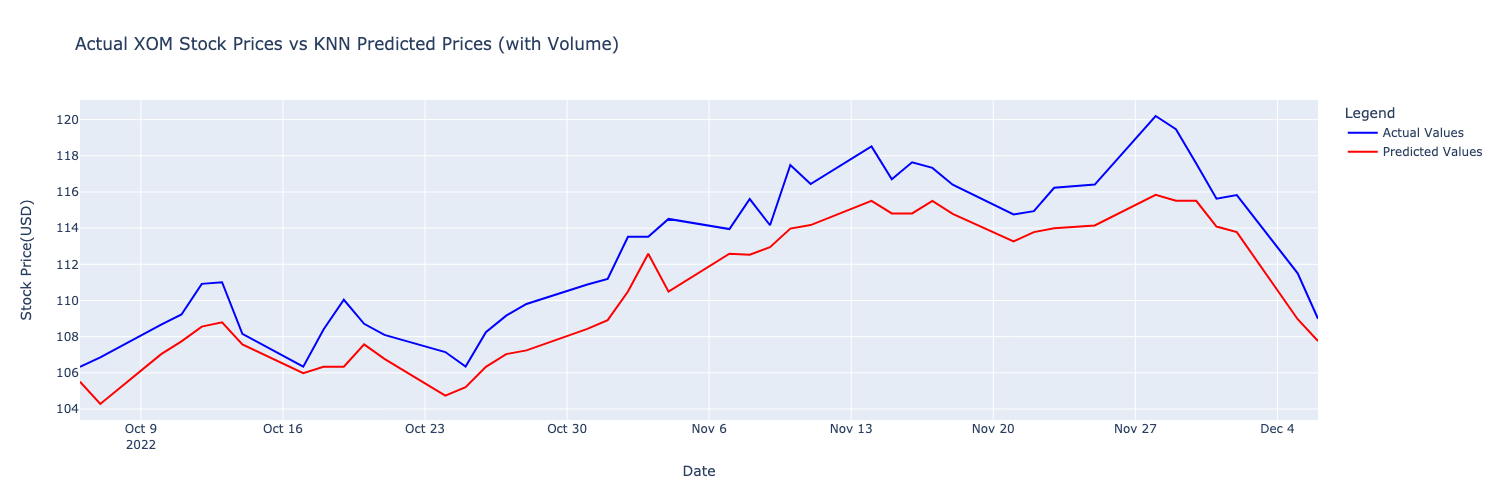 Actual XOM Stock Prices vs KNN Predicted Prices (with Volume)
Legend
Actual Values
Predicted Values
Stock Price(USD)
120
118
116
114
112
110
108
106
104
Oct 9
2022
Oct 16
Oct 23
Oct 30
Nov 6
Nov 13
Nov 20
Nov 27
Dec 4
Date